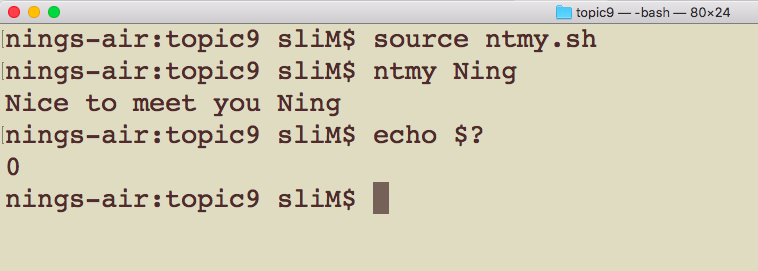 topic9 — -bash — 80×24
nings-air:topic9 sliM$ source ntmy.sh
nings-air:topic9 sliM$ ntmy Ning
Nice to meet you Ning
nings-air:topic9 sliM$ echo $?
0
nings-air:topic9 sliM$